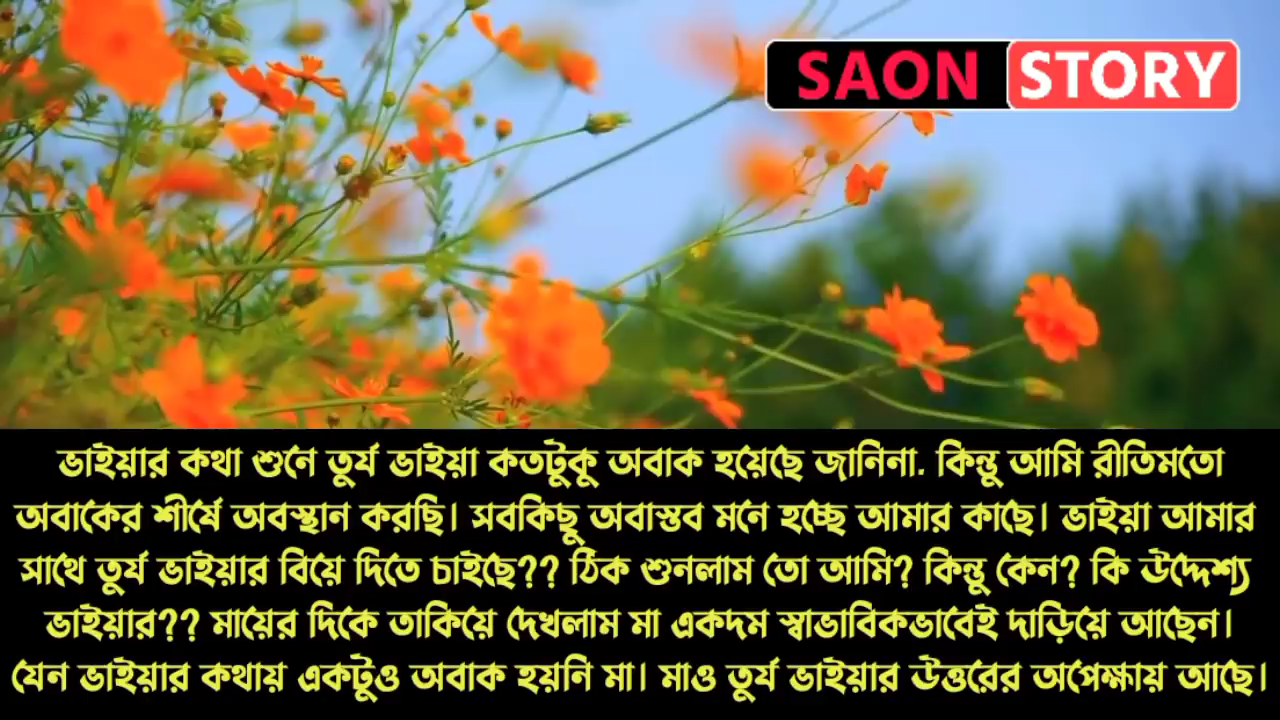 SAON STORY
ভাইয়ার কথা শুনে তুর্য ভাইয়া কতটুকু অবাক হয়েছে জানিনা. কিন্তু আমি রীতিমতো
অবাকের শীর্ষে অবস্থান করছি। সবকিছু অবাস্তব মনে হচ্ছে আমার কাছে। ভাইয়া আমার
সাথে তুর্য ভাইয়ার বিয়ে দিতে চাইছে?? ঠিক শুনলাম তো আমি? কিন্তু কেন? কি উদ্দেশ্য
ভাইয়ার?? মায়ের দিকে তাকিয়ে দেখলাম মা একদম স্বাভাবিকভাবেই দাড়িয়ে আছেন।
যেন ভাইয়ার কথায় একটুও অবাক হয়নি মা। মাও তুর্য ভাইয়ার উত্তরের অপেক্ষায় আছে।